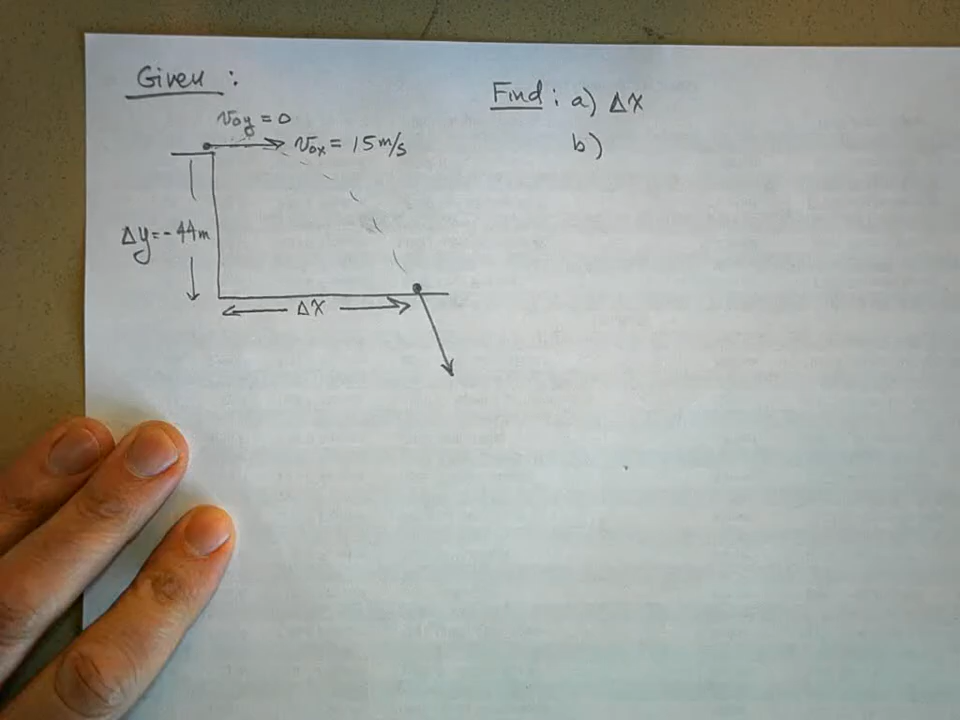 Given :
Find : a) Δx
b)
v₀y = 0
v₀x = 15 m/s
Δy = - 44m
Δx